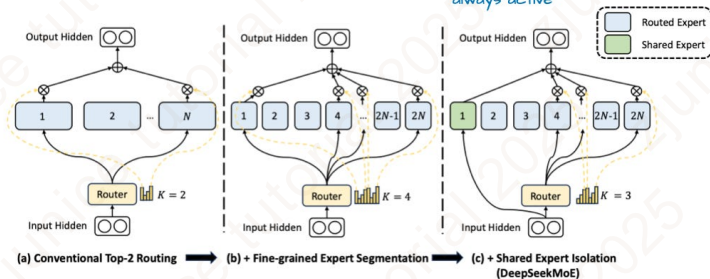 always active
Routed Expert
Shared Expert
Output Hidden
Output Hidden
Output Hidden
1 2 ... N
1 2 3 4 ... 2N-1 2N
1 2 3 4 ... 2N-1 2N
Router K = 2
Router K = 4
Router K = 3
Input Hidden
Input Hidden
Input Hidden
(a) Conventional Top-2 Routing
(b) + Fine-grained Expert Segmentation
(c) + Shared Expert Isolation
(DeepSeekMoE)